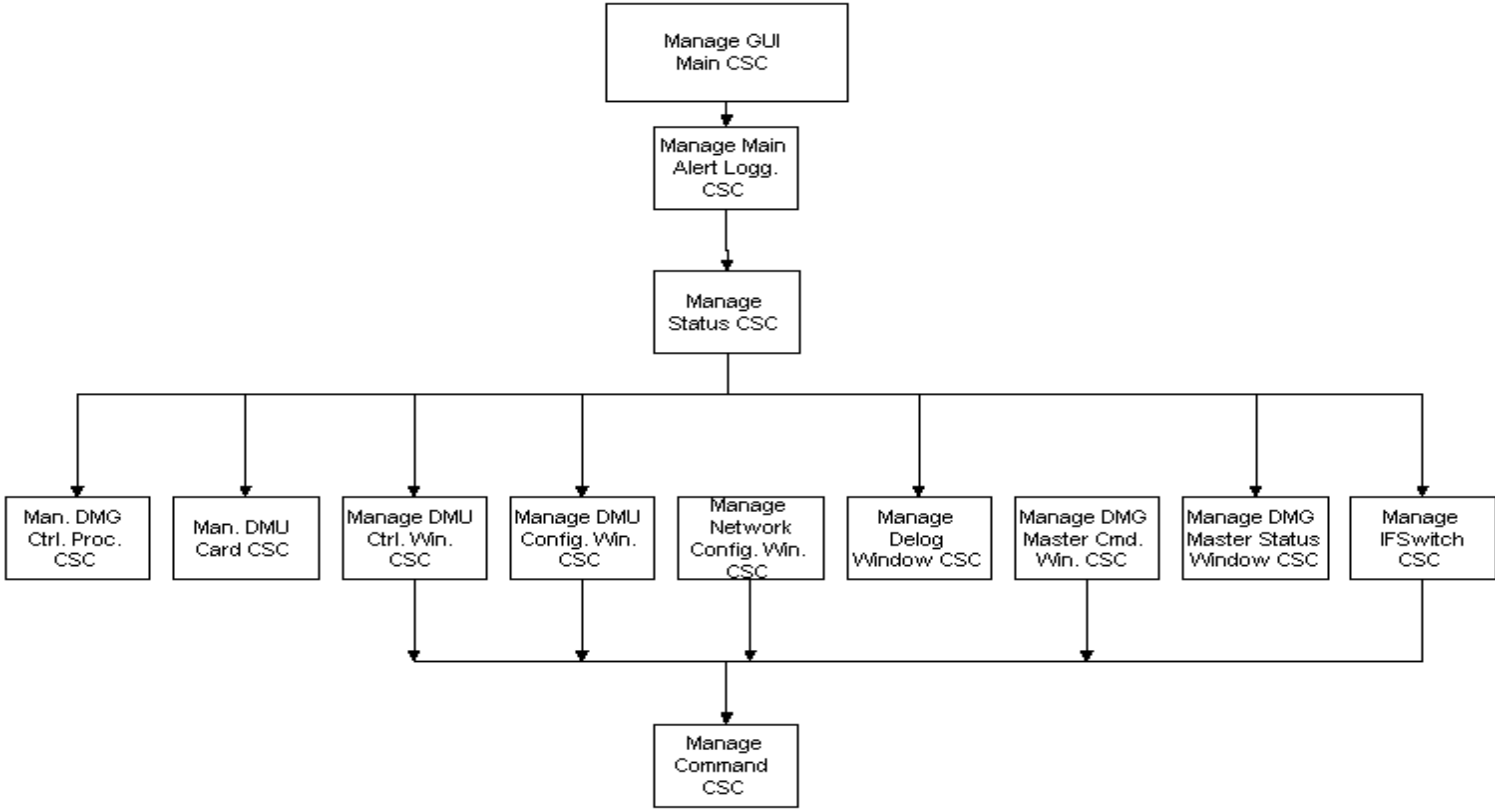 Manage GUI
Main CSC
Manage Main
Alert Logg.
CSC
Manage
Status CSC
Man. DMG
Ctrl. Proc.
CSC
Man. DMU
Card CSC
Manage DMU
Ctrl. Win.
CSC
Manage DMU
Config. Win.
CSC
Manage
Network
Config. Win.
CSC
Manage
Delog
Window CSC
Manage DMG
Master Cmd.
Win. CSC
Manage DMG
Master Status
Window CSC
Manage
IFSwitch
CSC
Manage
Command
CSC